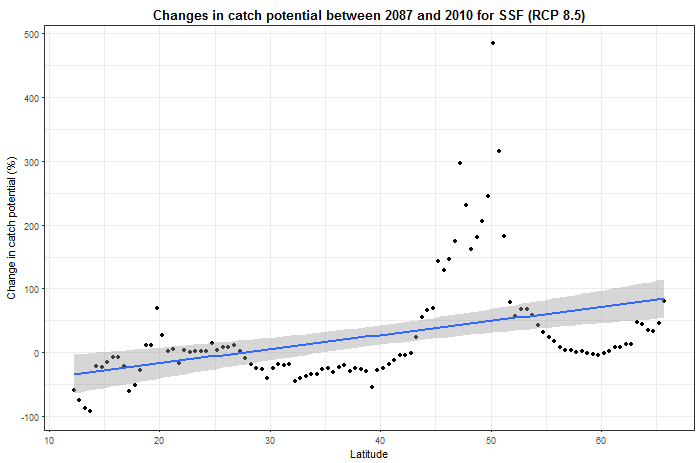 Changes in catch potential between 2087 and 2010 for SSF (RCP 8.5)
500
400
300
200
100
0
-100
Change in catch potential (%)
10 20 30 40 50 60
Latitude